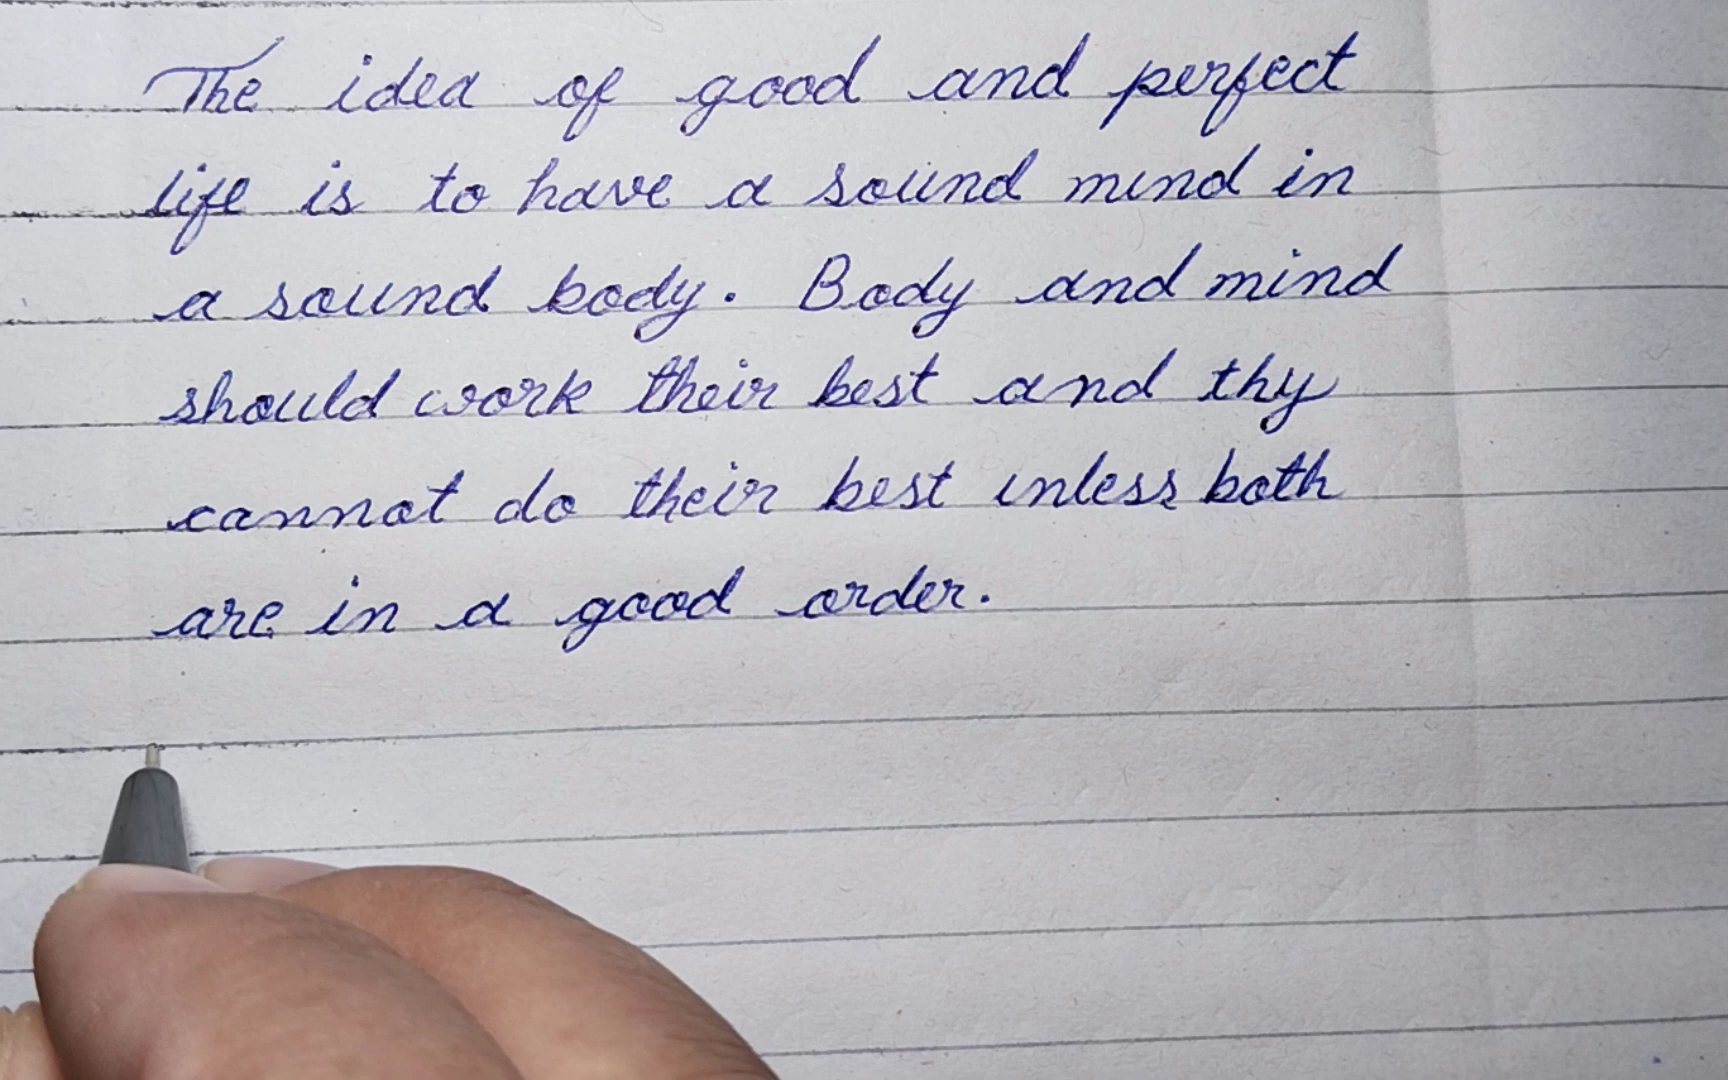 The idea of good and perfect
life is to have a sound mind in
a sound body. Body and mind
should work their best and thy
cannot do their best unless both
are in a good order.